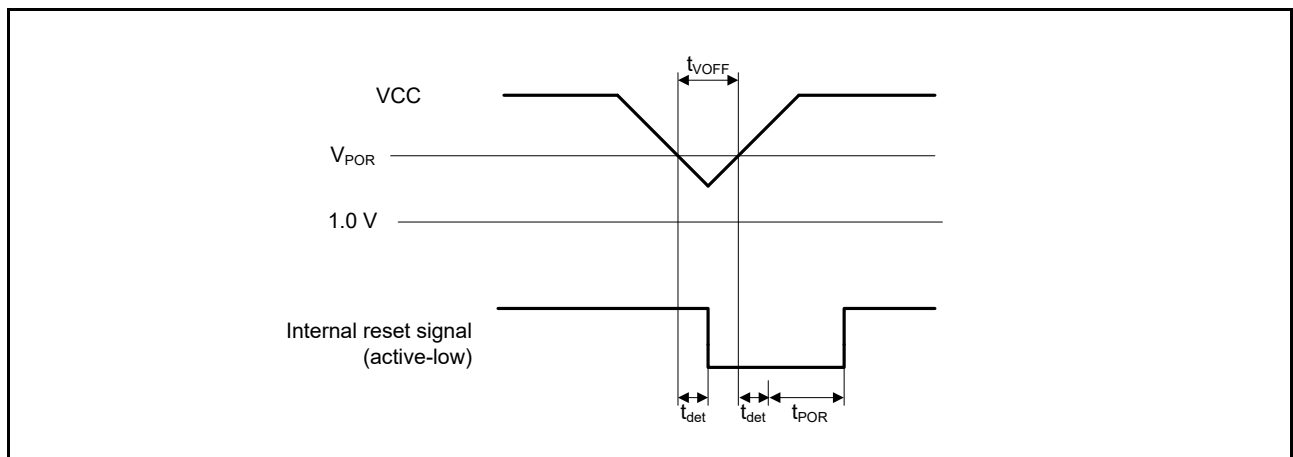 tVOFF
VCC
VPOR
1.0 V
Internal reset signal
(active-low)
tdet
tdet
tPOR